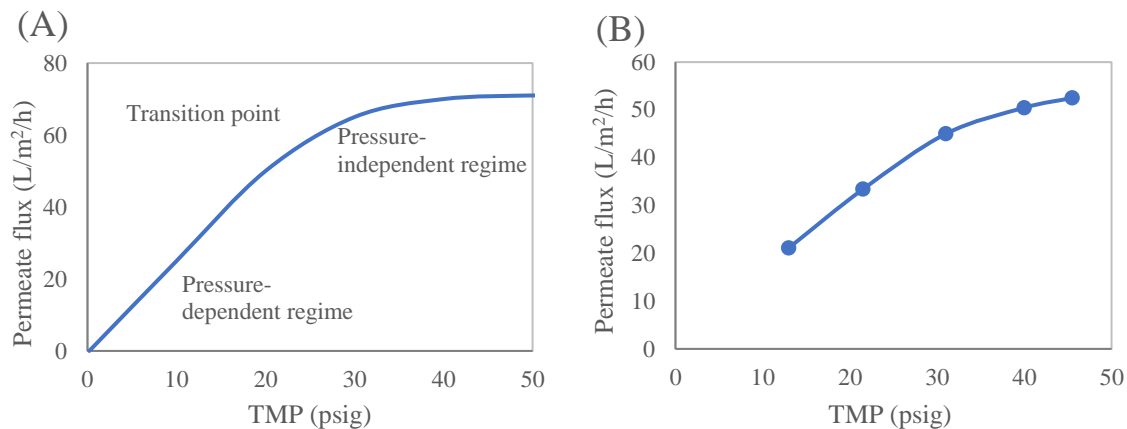 (A)
80
60
40
20
0
Permeate flux (L/m²/h)
Transition point
Pressure-
independent regime
Pressure-
dependent regime
0 10 20 30 40 50
TMP (psig)
(B)
60
50
40
30
20
10
0
Permeate flux (L/m²/h)
0 10 20 30 40 50
TMP (psig)